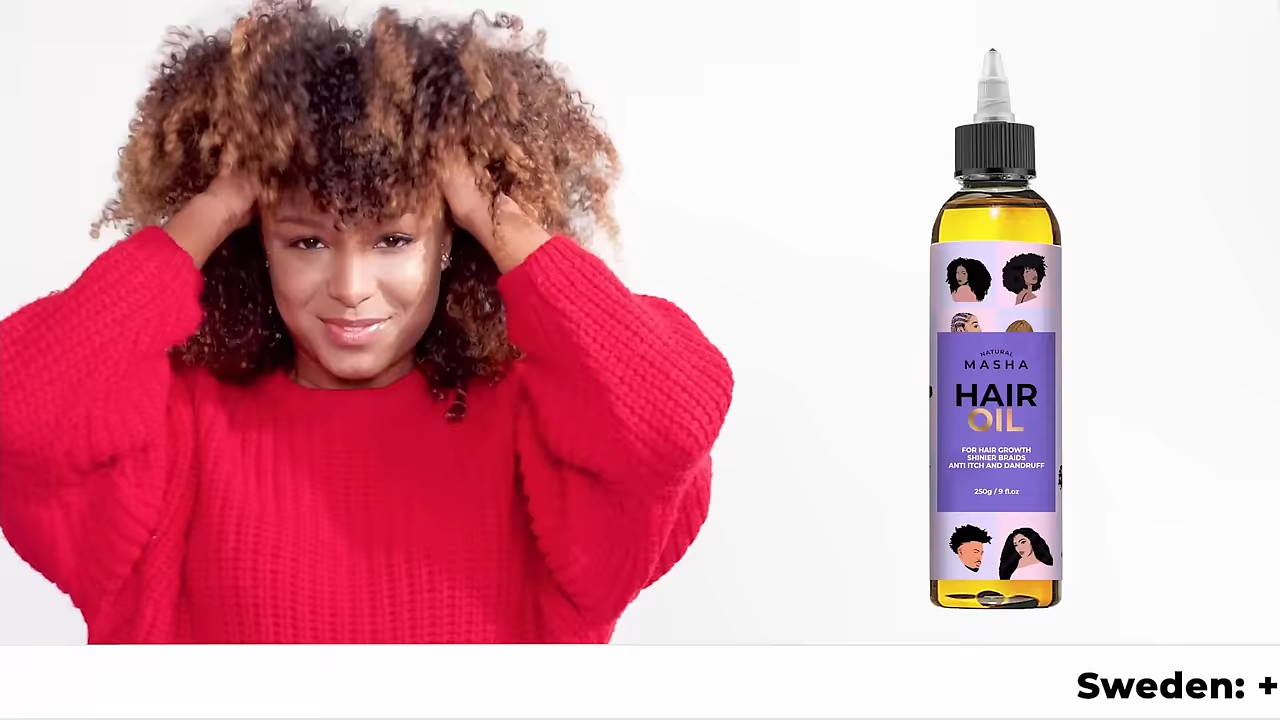 NATURAL
MASHA
HAIR
OIL
FOR HAIR GROWTH
SHINIER BRAIDS
ANTI ITCH AND DANDRUFF
250g / 9 fl.oz
Sweden: +